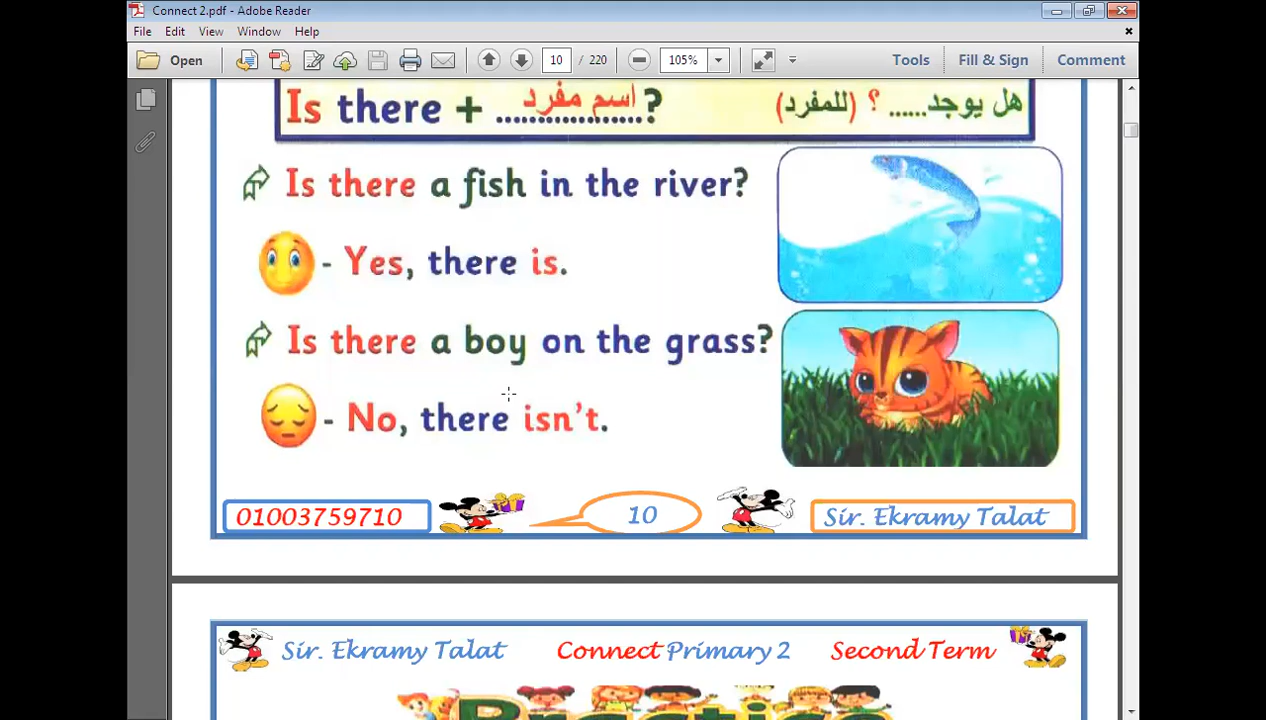 Connect 2.pdf - Adobe Reader
File Edit View Window Help
Open 10 / 220 105% Tools Fill & Sign Comment
Is there + اسم مفرد ..................? هل يوجد...... ؟ (للمفرد)
Is there a fish in the river?
- Yes, there is.
Is there a boy on the grass?
- No, there isn't.
01003759710 10 Sir. Ekramy Talat
Sir. Ekramy Talat Connect Primary 2 Second Term
Practice